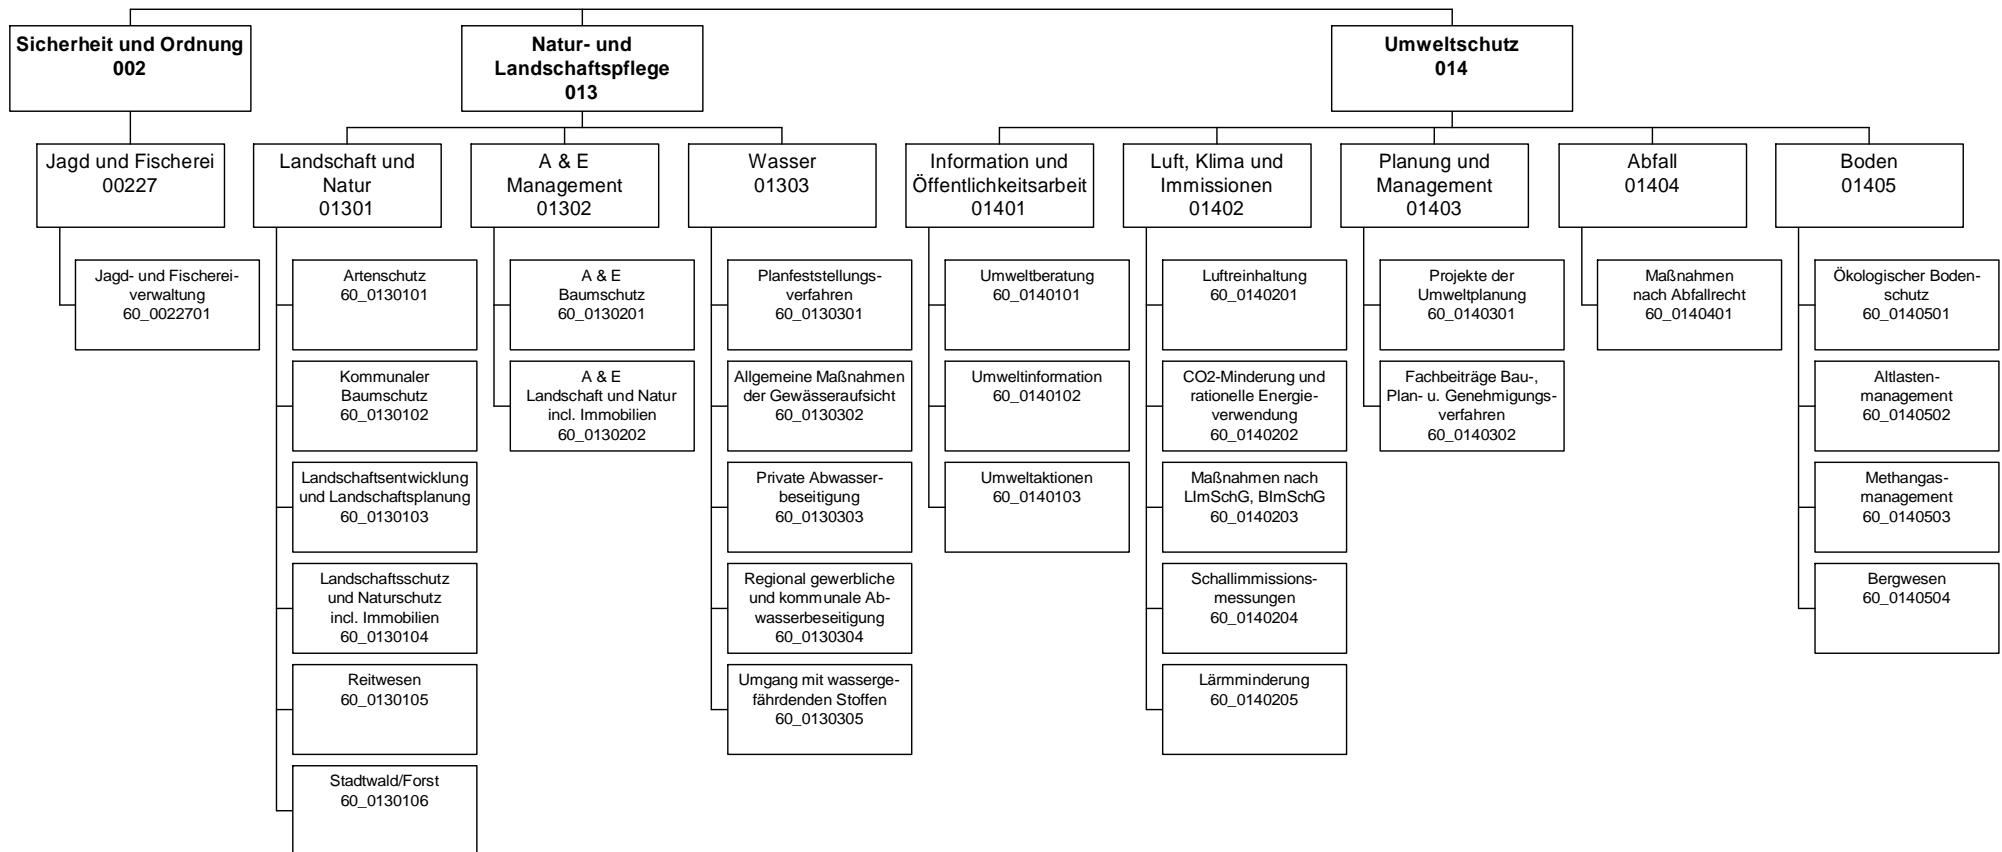 Sicherheit und Ordnung
002
Natur- und
Landschaftspflege
013
Umweltschutz
014
Jagd und Fischerei
00227
Landschaft und
Natur
01301
A & E
Management
01302
Wasser
01303
Information und
Öffentlichkeitsarbeit
01401
Luft, Klima und
Immissionen
01402
Planung und
Management
01403
Abfall
01404
Boden
01405
Jagd- und Fischerei-
verwaltung
60_0022701
Artenschutz
60_0130101
Kommunaler
Baumschutz
60_0130102
Landschaftsentwicklung
und Landschaftsplanung
60_0130103
Landschaftsschutz
und Naturschutz
incl. Immobilien
60_0130104
Reitwesen
60_0130105
Stadtwald/Forst
60_0130106
A & E
Baumschutz
60_0130201
A & E
Landschaft und Natur
incl. Immobilien
60_0130202
Planfeststellungs-
verfahren
60_0130301
Allgemeine Maßnahmen
der Gewässeraufsicht
60_0130302
Private Abwasser-
beseitigung
60_0130303
Regional gewerbliche
und kommunale Ab-
wasserbeseitigung
60_0130304
Umgang mit wasserge-
fährdenden Stoffen
60_0130305
Umweltberatung
60_0140101
Umweltinformation
60_0140102
Umweltaktionen
60_0140103
Luftreinhaltung
60_0140201
CO2-Minderung und
rationelle Energie-
verwendung
60_0140202
Maßnahmen nach
LImSchG, BImSchG
60_0140203
Schallimmissions-
messungen
60_0140204
Lärmminderung
60_0140205
Projekte der
Umweltplanung
60_0140301
Fachbeiträge Bau-,
Plan- u. Genehmigungs-
verfahren
60_0140302
Maßnahmen
nach Abfallrecht
60_0140401
Ökologischer Boden-
schutz
60_0140501
Altlasten-
management
60_0140502
Methangas-
management
60_0140503
Bergwesen
60_0140504